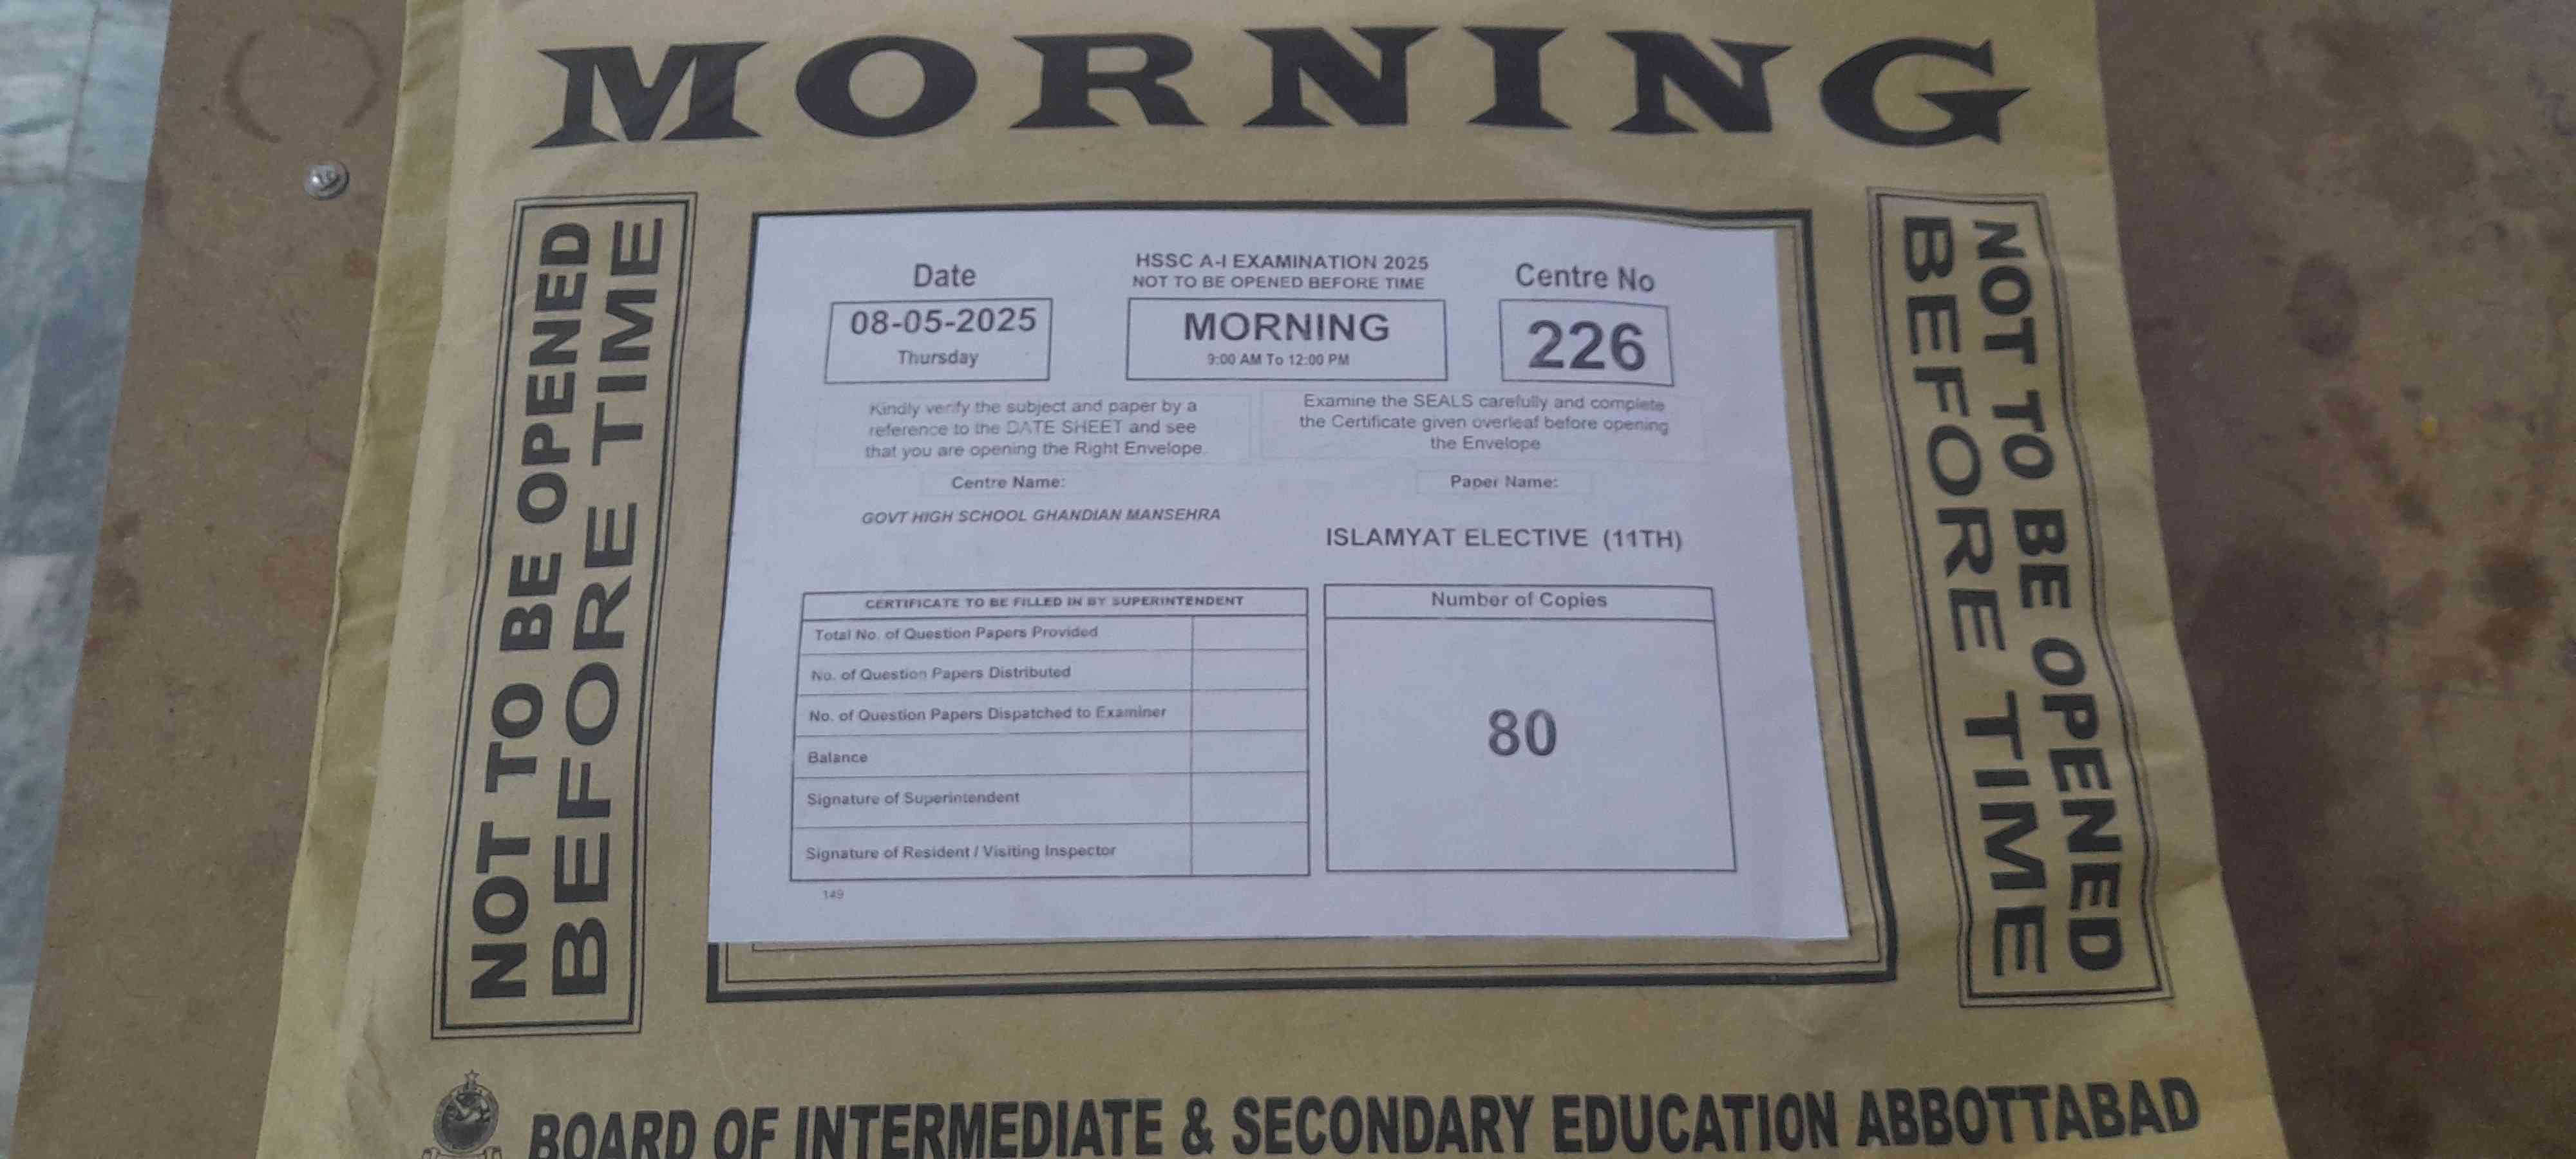 MORNING
NOT TO BE OPENED
BEFORE TIME
Date
08-05-2025
Thursday
HSSC A-I EXAMINATION 2025
NOT TO BE OPENED BEFORE TIME
MORNING
9:00 AM To 12:00 PM
Centre No
226
Kindly verify the subject and paper by a
reference to the DATE SHEET and see
that you are opening the Right Envelope.
Examine the SEALS carefully and complete
the Certificate given overleaf before opening
the Envelope
Centre Name:
GOVT HIGH SCHOOL GHANDIAN MANSEHRA
Paper Name:
ISLAMYAT ELECTIVE (11TH)
CERTIFICATE TO BE FILLED IN BY SUPERINTENDENT
Total No. of Question Papers Provided
No. of Question Papers Distributed
No. of Question Papers Dispatched to Examiner
Balance
Signature of Superintendent
Signature of Resident / Visiting Inspector
149
Number of Copies
80
NOT TO BE OPENED
BEFORE TIME
BOARD OF INTERMEDIATE & SECONDARY EDUCATION ABBOTTABAD